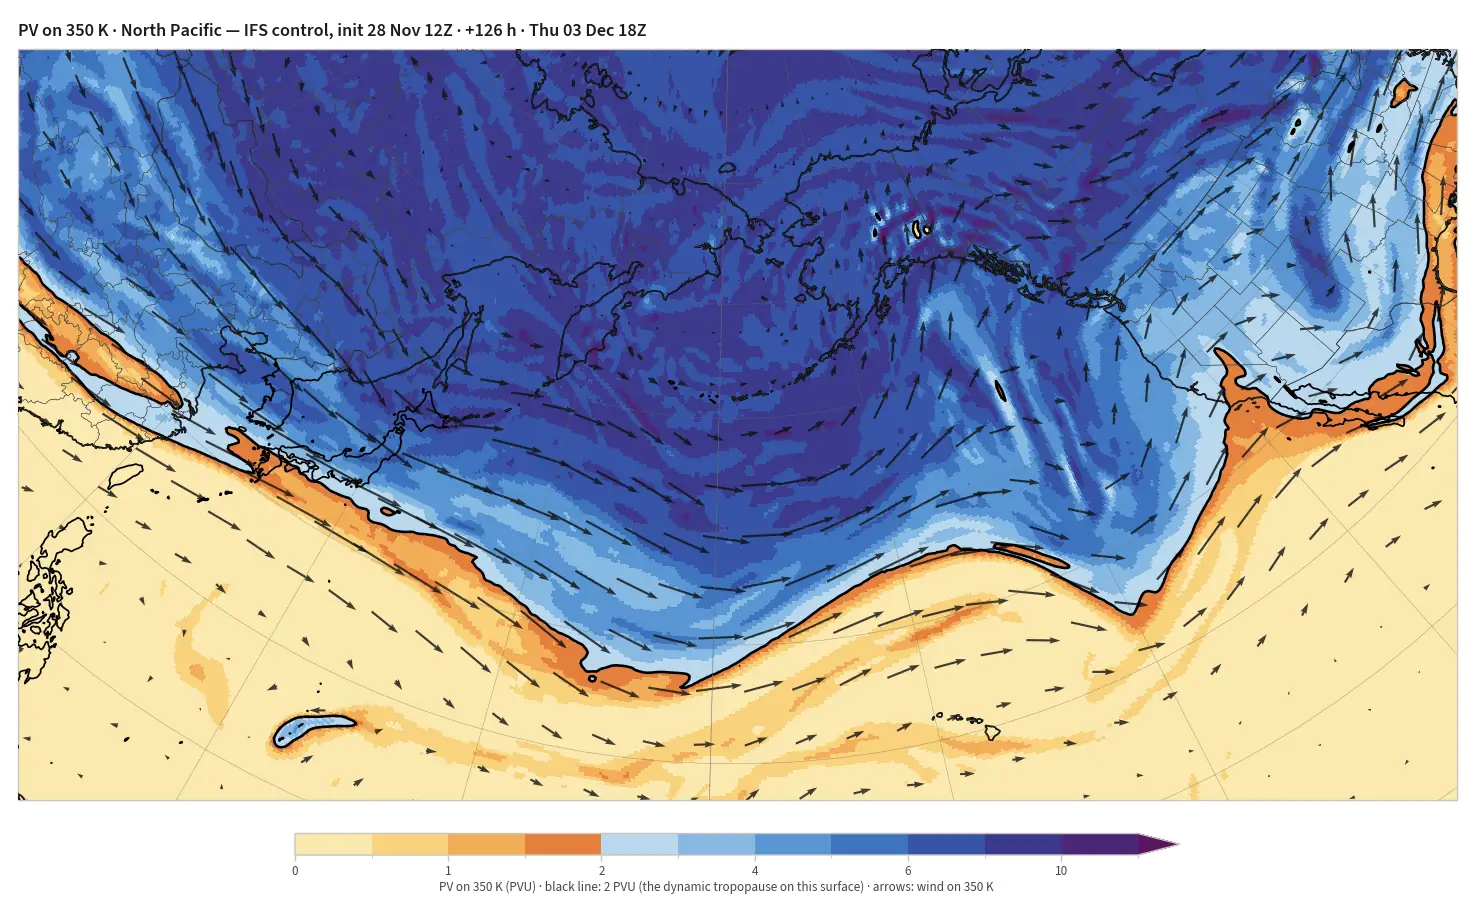 PV on 350 K · North Pacific — IFS control, init 28 Nov 12Z · +126 h · Thu 03 Dec 18Z
0 1 2 4 6 10
PV on 350 K (PVU) · black line: 2 PVU (the dynamic tropopause on this surface) · arrows: wind on 350 K